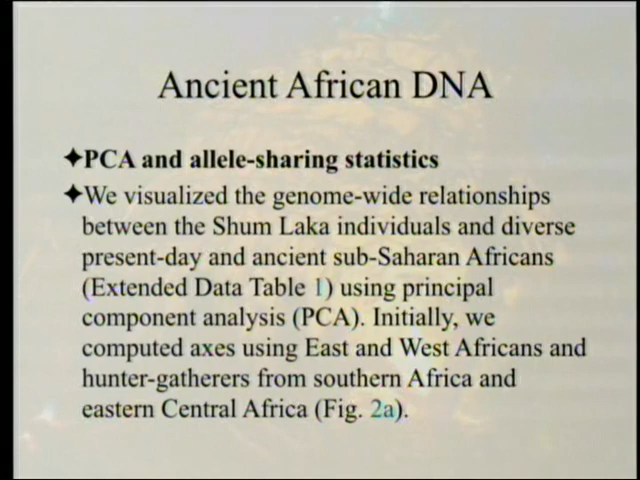 Ancient African DNA
✦PCA and allele-sharing statistics
✦We visualized the genome-wide relationships
between the Shum Laka individuals and diverse
present-day and ancient sub-Saharan Africans
(Extended Data Table 1) using principal
component analysis (PCA). Initially, we
computed axes using East and West Africans and
hunter-gatherers from southern Africa and
eastern Central Africa (Fig. 2a).